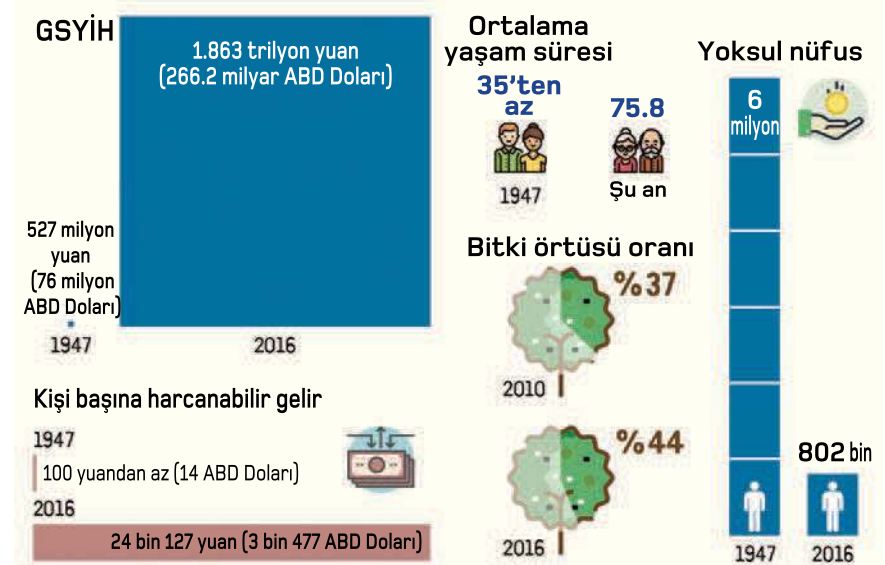 GSYİH
1.863 trilyon yuan
(266.2 milyar ABD Doları)
527 milyon
yuan
(76 milyon
ABD Doları)
1947
2016
Kişi başına harcanabilir gelir
1947
100 yuandan az (14 ABD Doları)
2016
24 bin 127 yuan (3 bin 477 ABD Doları)
Ortalama
yaşam süresi
35'ten
az
75.8
1947
Şu an
Bitki örtüsü oranı
%37
2010
%44
2016
Yoksul nüfus
6
milyon
802 bin
1947
2016